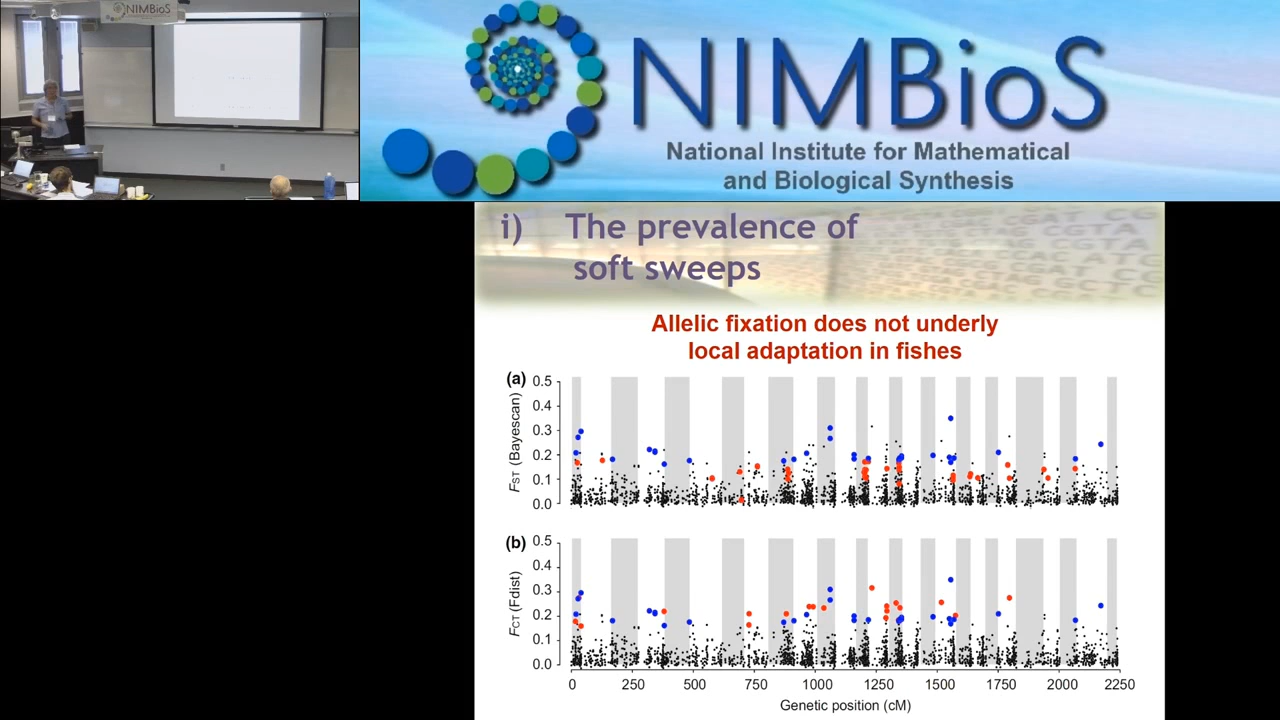 NIMBioS
NIMBioS
National Institute for Mathematical
and Biological Synthesis
i) The prevalence of
soft sweeps
Allelic fixation does not underly
local adaptation in fishes
(a)
FST (Bayescan)
0.5
0.4
0.3
0.2
0.1
0.0
(b)
FCT (Fdist)
0.5
0.4
0.3
0.2
0.1
0.0
0 250 500 750 1000 1250 1500 1750 2000 2250
Genetic position (cM)